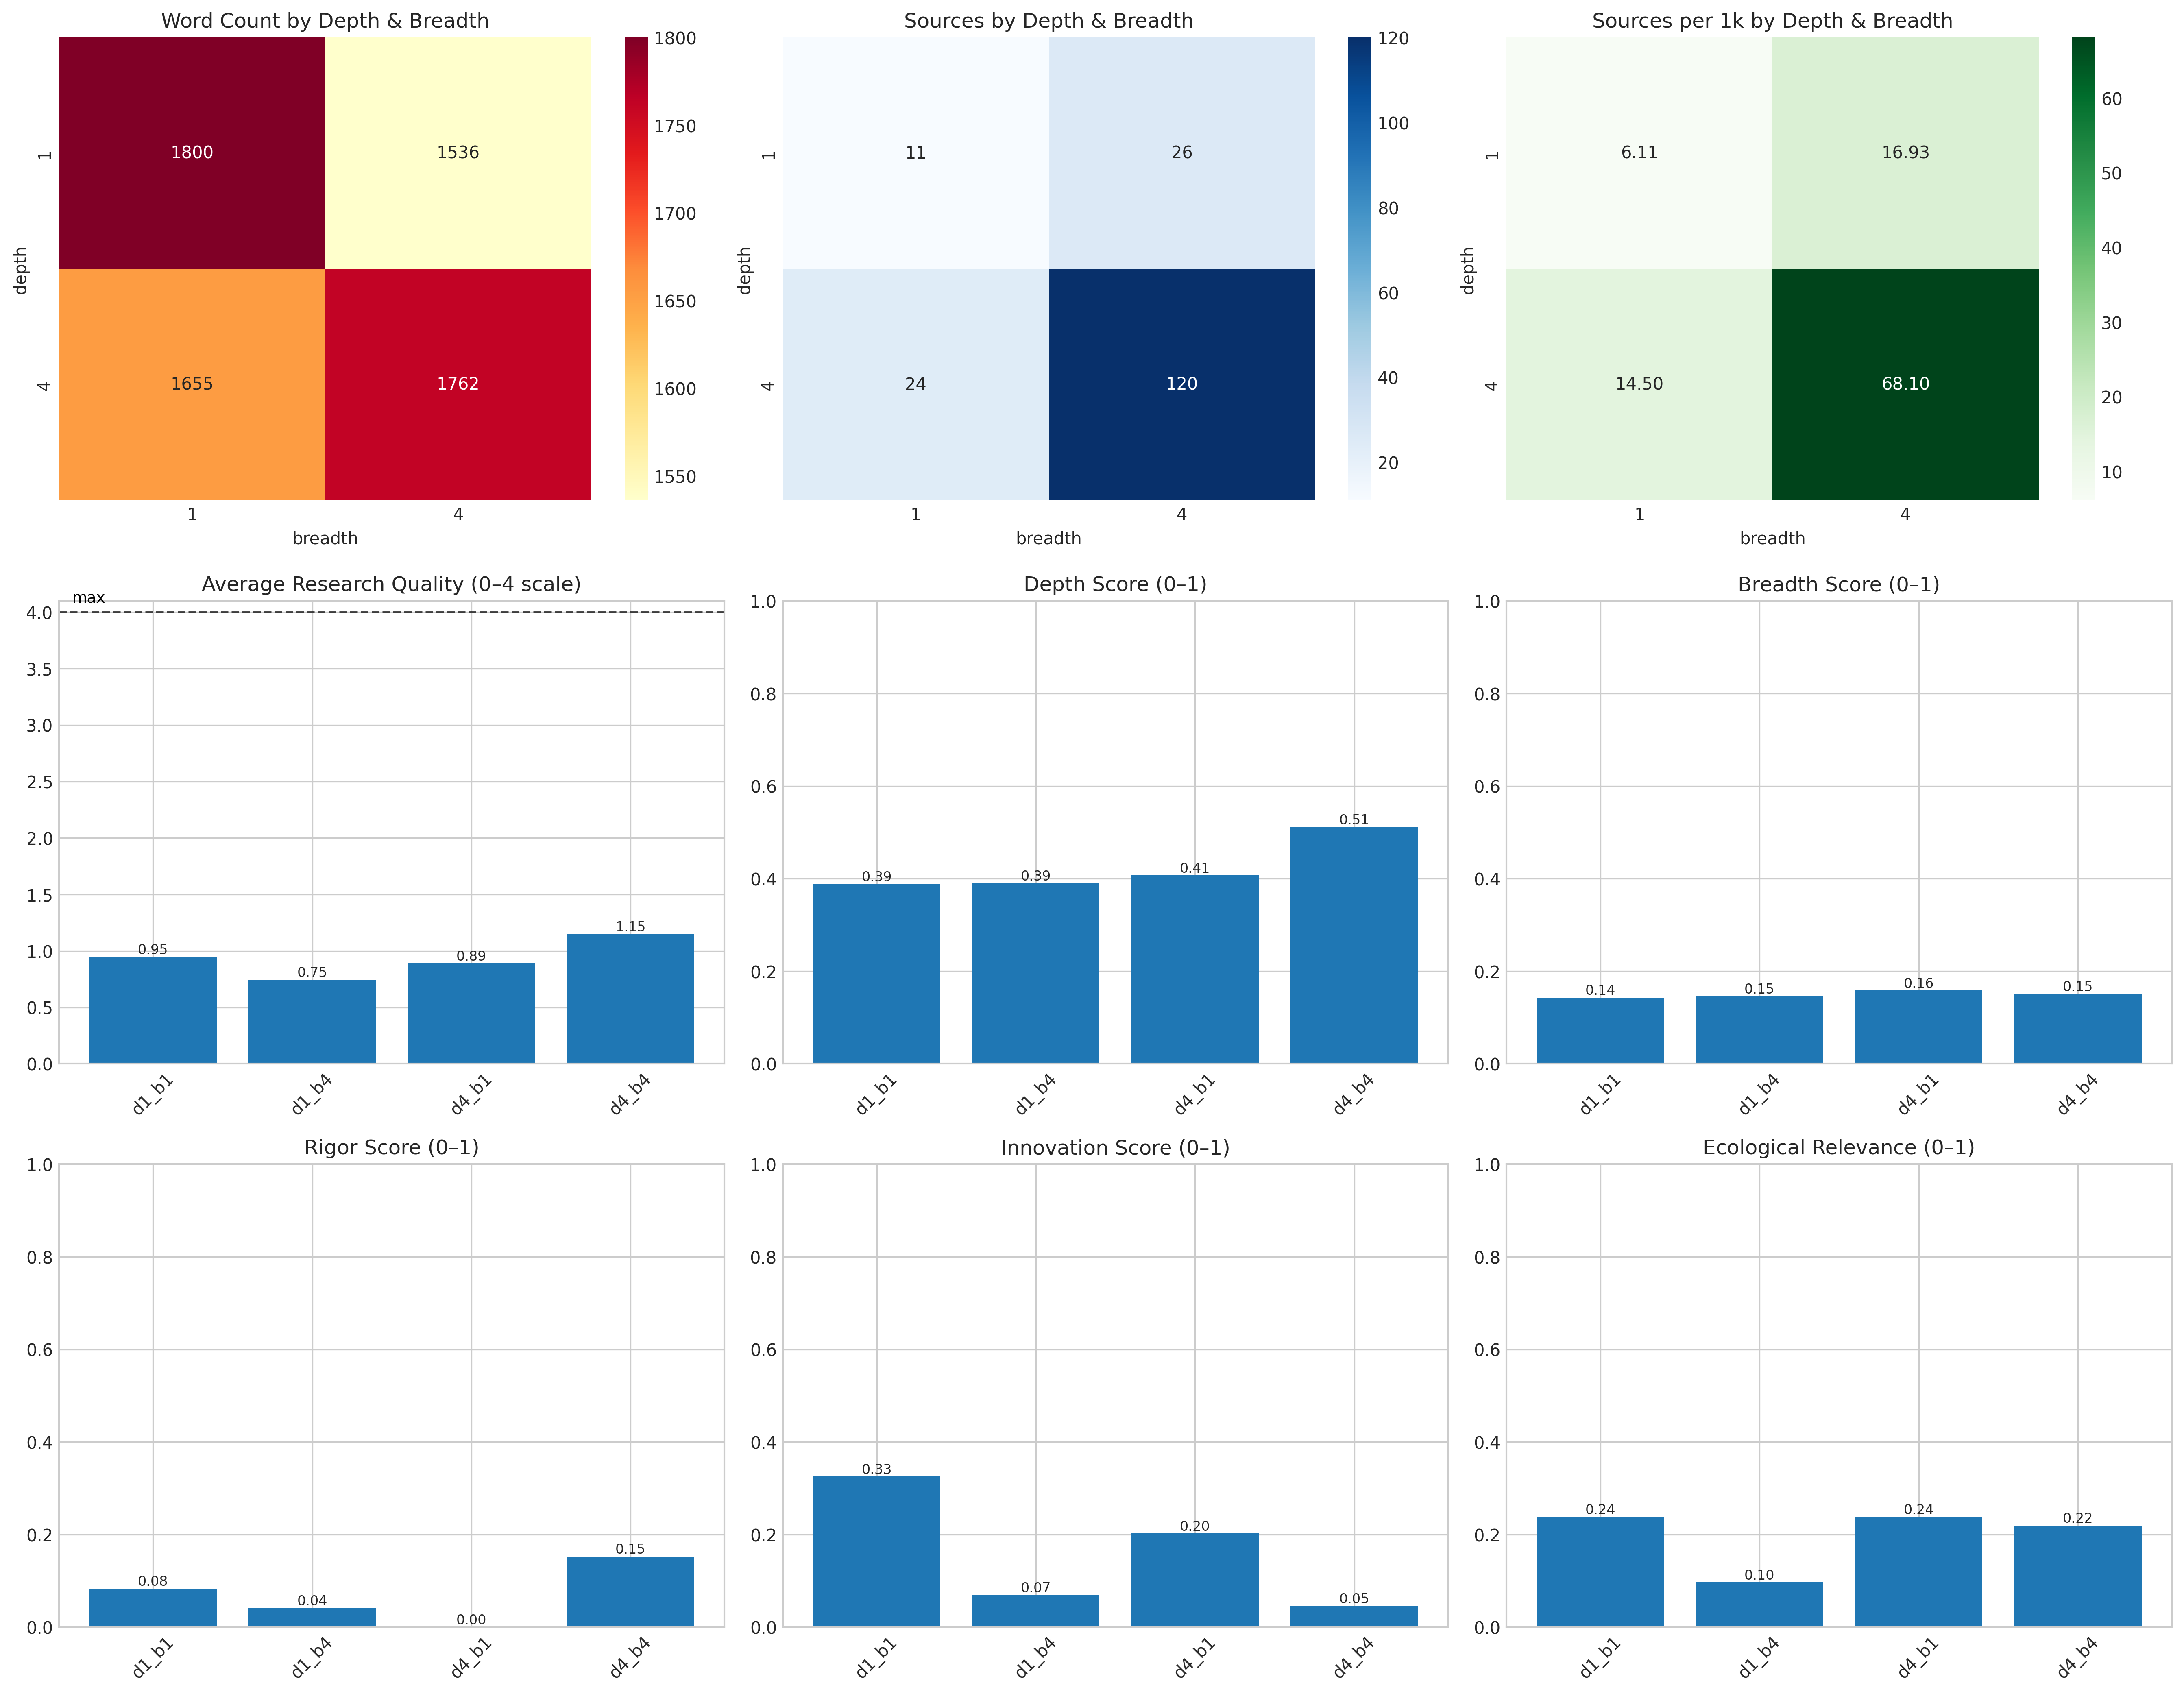 Word Count by Depth & Breadth
1800
1536
1655
1762
1
4
depth
1
4
breadth
1800
1750
1700
1650
1600
1550
Sources by Depth & Breadth
11
26
24
120
1
4
depth
1
4
breadth
120
100
80
60
40
20
Sources per 1k by Depth & Breadth
6.11
16.93
14.50
68.10
1
4
depth
1
4
breadth
60
50
40
30
20
10
Average Research Quality (0–4 scale)
max
4.0
3.5
3.0
2.5
2.0
1.5
1.0
0.5
0.0
0.95
0.75
0.89
1.15
d1_b1
d1_b4
d4_b1
d4_b4
Depth Score (0–1)
1.0
0.8
0.6
0.4
0.2
0.0
0.39
0.39
0.41
0.51
d1_b1
d1_b4
d4_b1
d4_b4
Breadth Score (0–1)
1.0
0.8
0.6
0.4
0.2
0.0
0.14
0.15
0.16
0.15
d1_b1
d1_b4
d4_b1
d4_b4
Rigor Score (0–1)
1.0
0.8
0.6
0.4
0.2
0.0
0.08
0.04
0.00
0.15
d1_b1
d1_b4
d4_b1
d4_b4
Innovation Score (0–1)
1.0
0.8
0.6
0.4
0.2
0.0
0.33
0.07
0.20
0.05
d1_b1
d1_b4
d4_b1
d4_b4
Ecological Relevance (0–1)
1.0
0.8
0.6
0.4
0.2
0.0
0.24
0.10
0.24
0.22
d1_b1
d1_b4
d4_b1
d4_b4